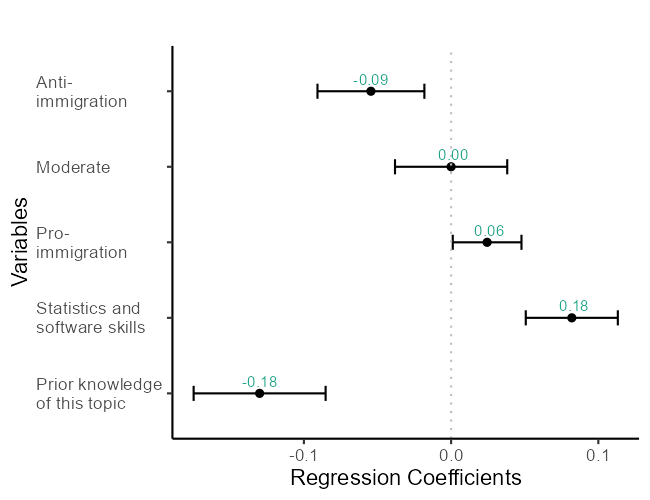 -0.09
Anti-
immigration
0.00
Moderate
0.06
Pro-
immigration
0.18
Statistics and
software skills
-0.18
Prior knowledge
of this topic
Variables
-0.1
0.0
0.1
Regression Coefficients